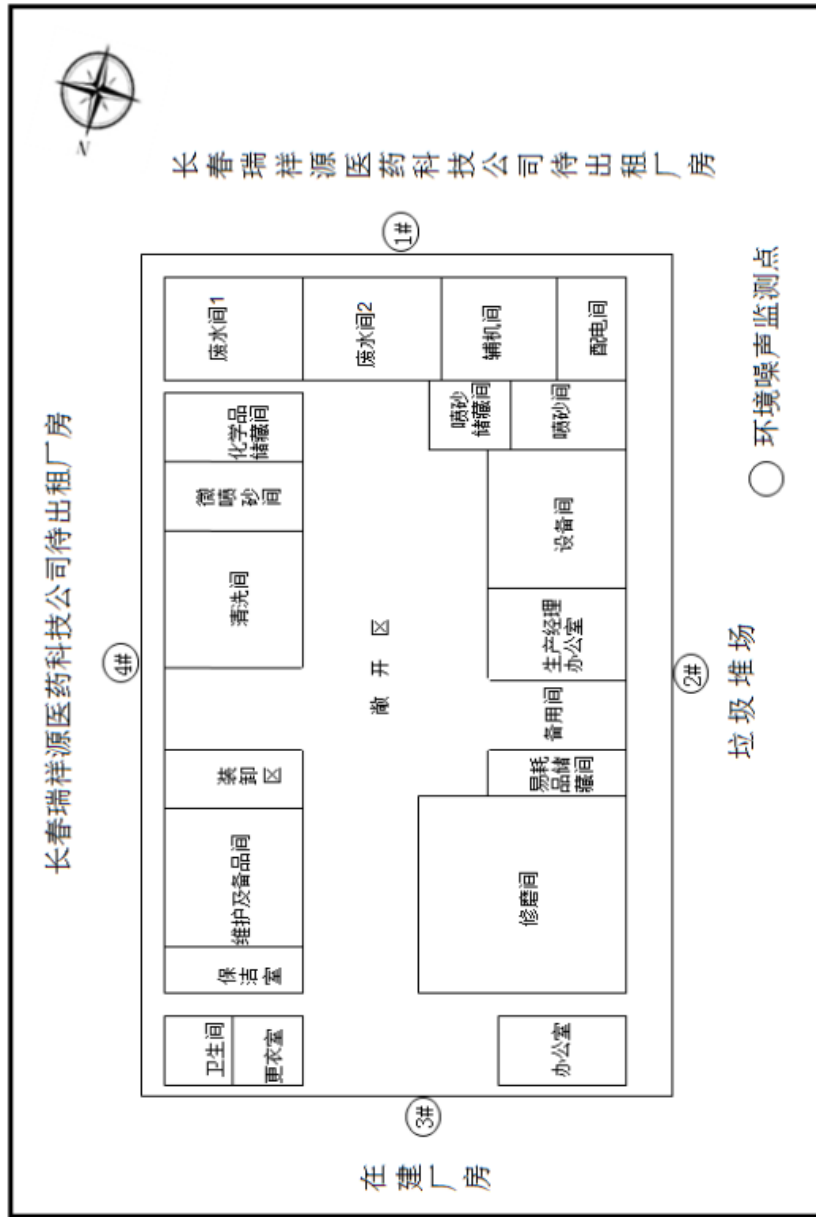 N
长春瑞祥源医药科技公司待出租厂房
1#
废水间1
废水间2
辅机间
配电间
化学品
储藏间
喷砂
储藏间
喷砂间
微喷砂间
清洗间
设备间
生产经理
办公室
敞开区
备用间
装卸区
易耗
品储
藏间
维护及备品间
修磨间
保洁室
卫生间
更衣室
办公室
长春瑞祥源医药科技公司待出租厂房
4#
2#
垃圾堆场
3#
在建厂房
环境噪声监测点